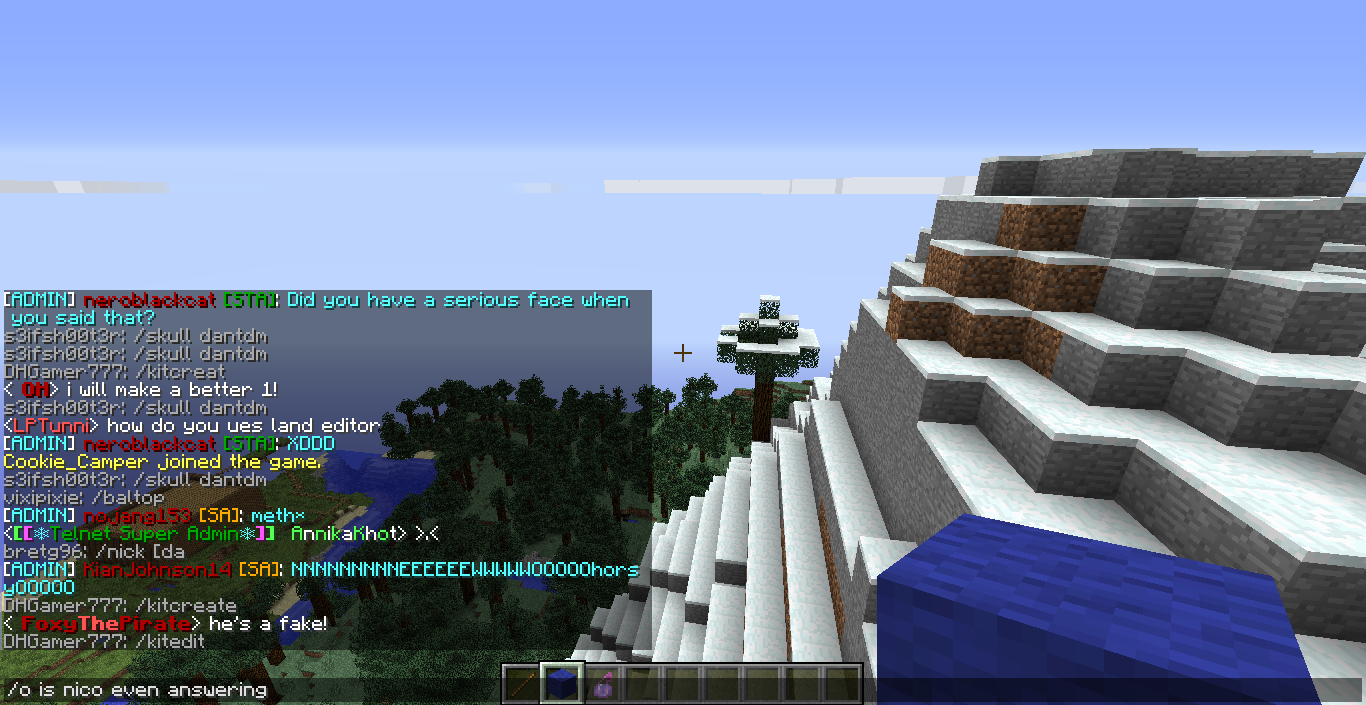 [ADMIN] neroblackcat [STA]: Did you have a serious face when
you said that?
s3ifsh00t3r: /skull dantdm
s3ifsh00t3r: /skull dantdm
DHGamer777: /kitcreat
< OH> i will make a better 1!
s3ifsh00t3r: /skull dantdm
<LPTunni> how do you ues land editor
[ADMIN] neroblackcat [STA]: XDDD
Cookie_Camper joined the game.
s3ifsh00t3r: /skull dantdm
vixipixie: /baltop
[ADMIN] nojang153 [SA]: meth*
<[[❄Telnet Super Admin❄]] AnnikaKhot> >.<
bretg96: /nick [da
[ADMIN] KianJohnson14 [SA]: NNNNNNNNNNEEEEEEWWWWWOOOOOhors
yOOOOO
DHGamer777: /kitcreate
< FoxyThePirate> he's a fake!
DHGamer777: /kitedit
/o is nico even answering